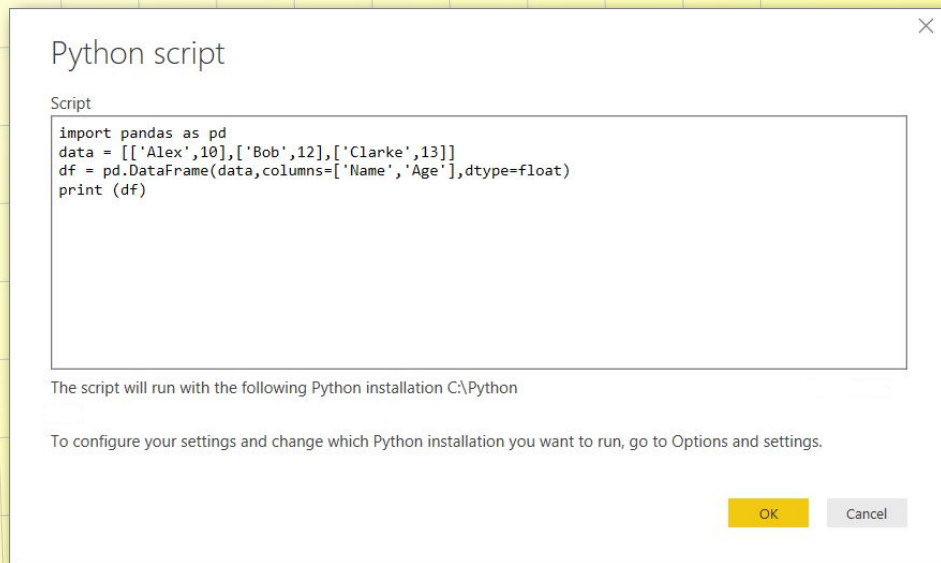 Python script
Script
import pandas as pd
data = [['Alex',10],['Bob',12],['Clarke',13]]
df = pd.DataFrame(data,columns=['Name','Age'],dtype=float)
print (df)
The script will run with the following Python installation C:\Python
To configure your settings and change which Python installation you want to run, go to Options and settings.
OK Cancel